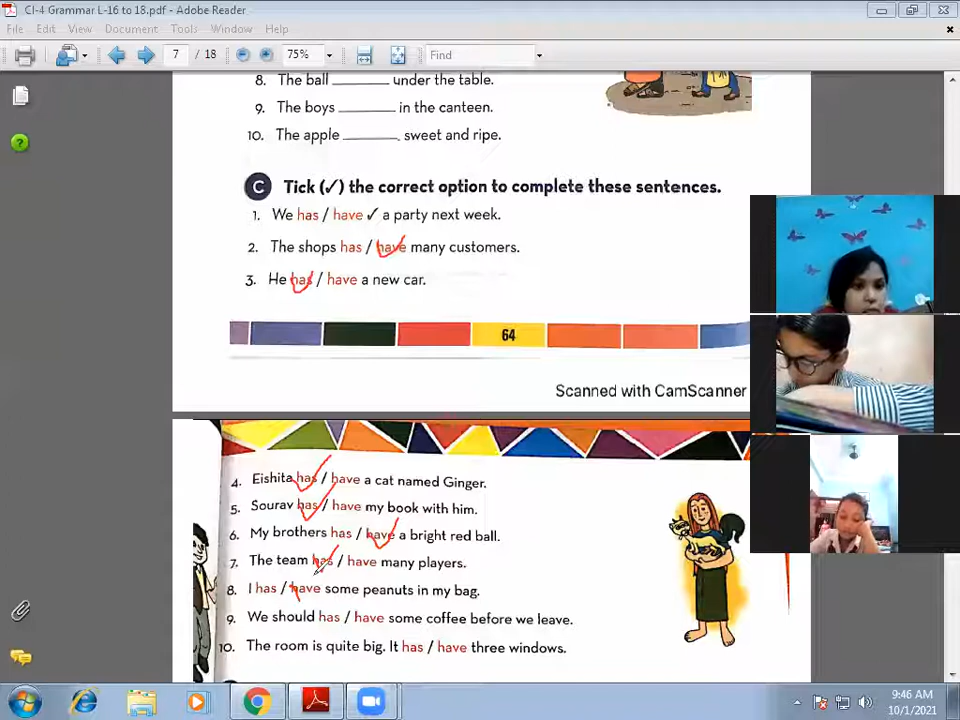 Cl-4 Grammar L-16 to 18.pdf - Adobe Reader
File Edit View Document Tools Window Help
7 / 18 75% Find
8. The ball ________ under the table.
9. The boys ________ in the canteen.
10. The apple ________ sweet and ripe.
C Tick (✓) the correct option to complete these sentences.
1. We has / have ✓ a party next week.
2. The shops has / have many customers.
3. He has / have a new car.
64
Scanned with CamScanner
4. Eishita has / have a cat named Ginger.
5. Sourav has / have my book with him.
6. My brothers has / have a bright red ball.
7. The team has / have many players.
8. I has / have some peanuts in my bag.
9. We should has / have some coffee before we leave.
10. The room is quite big. It has / have three windows.
9:46 AM
10/1/2021